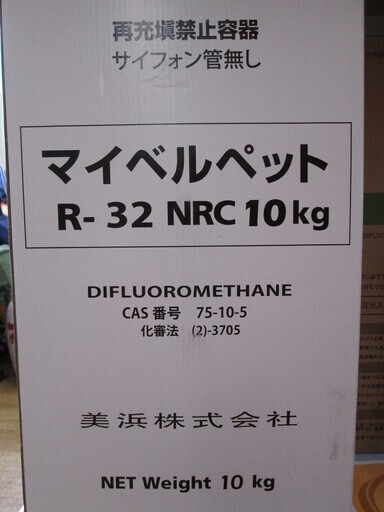 再充填禁止容器
サイフォン管無し
マイベルペット
R- 32 NRC 10 kg
DIFLUOROMETHANE
CAS 番号 75-10-5
化審法 (2)-3705
美浜株式会社
NET Weight 10 kg